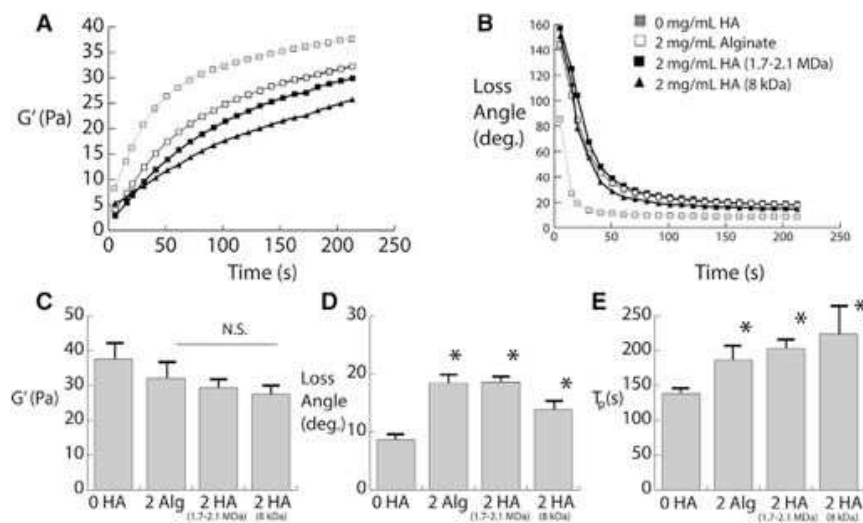 A
40
35
30
25
20
15
10
5
0
G' (Pa)
0 50 100 150 200 250
Time (s)
B
160
140
120
100
80
60
40
20
0
Loss
Angle
(deg.)
0 50 100 150 200 250
Time (s)
0 mg/mL HA
2 mg/mL Alginate
2 mg/mL HA (1.7-2.1 MDa)
2 mg/mL HA (8 kDa)
C
50
40
30
20
10
0
G' (Pa)
N.S.
0 HA 2 Alg 2 HA 2 HA
(1.7-2.1 MDa) (8 kDa)
D
30
20
10
0
Loss
Angle
(deg.)
* * *
0 HA 2 Alg 2 HA 2 HA
(1.7-2.1 MDa) (8 kDa)
E
250
200
150
100
50
0
Tp(s)
* * *
0 HA 2 Alg 2 HA 2 HA
(1.7-2.1 MDa) (8 kDa)